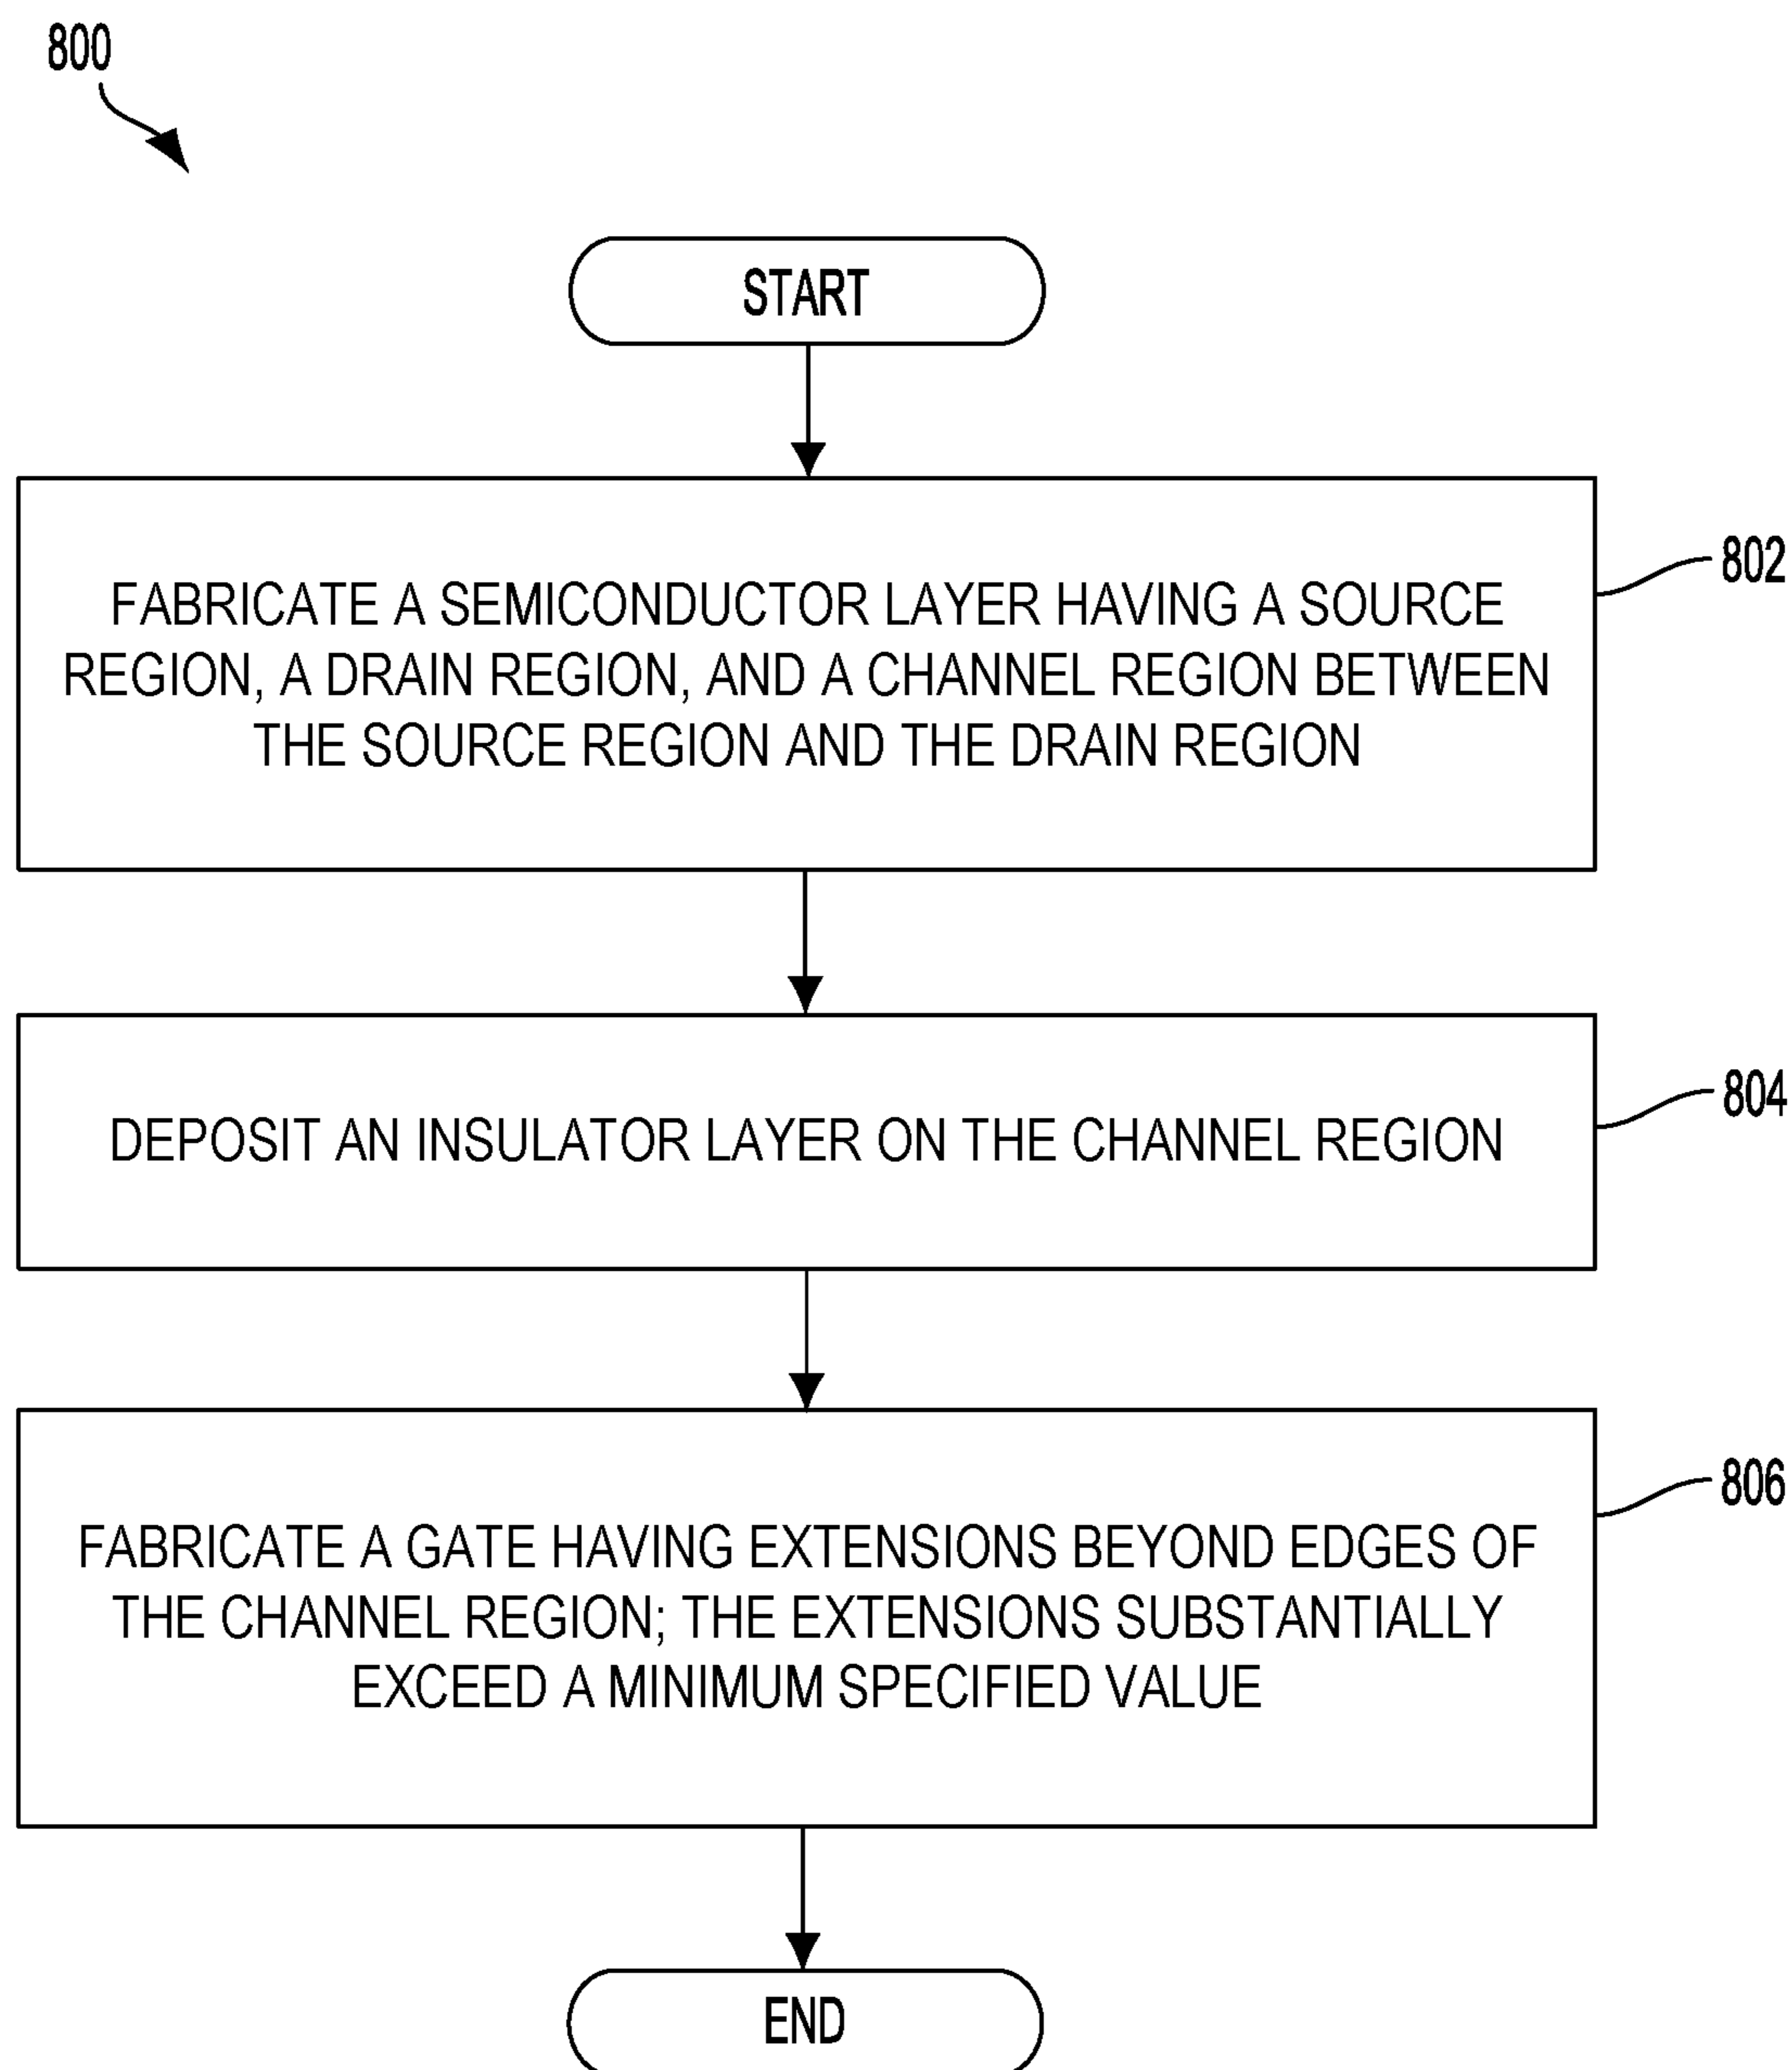 800
START
FABRICATE A SEMICONDUCTOR LAYER HAVING A SOURCE
REGION, A DRAIN REGION, AND A CHANNEL REGION BETWEEN
THE SOURCE REGION AND THE DRAIN REGION
802
DEPOSIT AN INSULATOR LAYER ON THE CHANNEL REGION
804
FABRICATE A GATE HAVING EXTENSIONS BEYOND EDGES OF
THE CHANNEL REGION; THE EXTENSIONS SUBSTANTIALLY
EXCEED A MINIMUM SPECIFIED VALUE
806
END